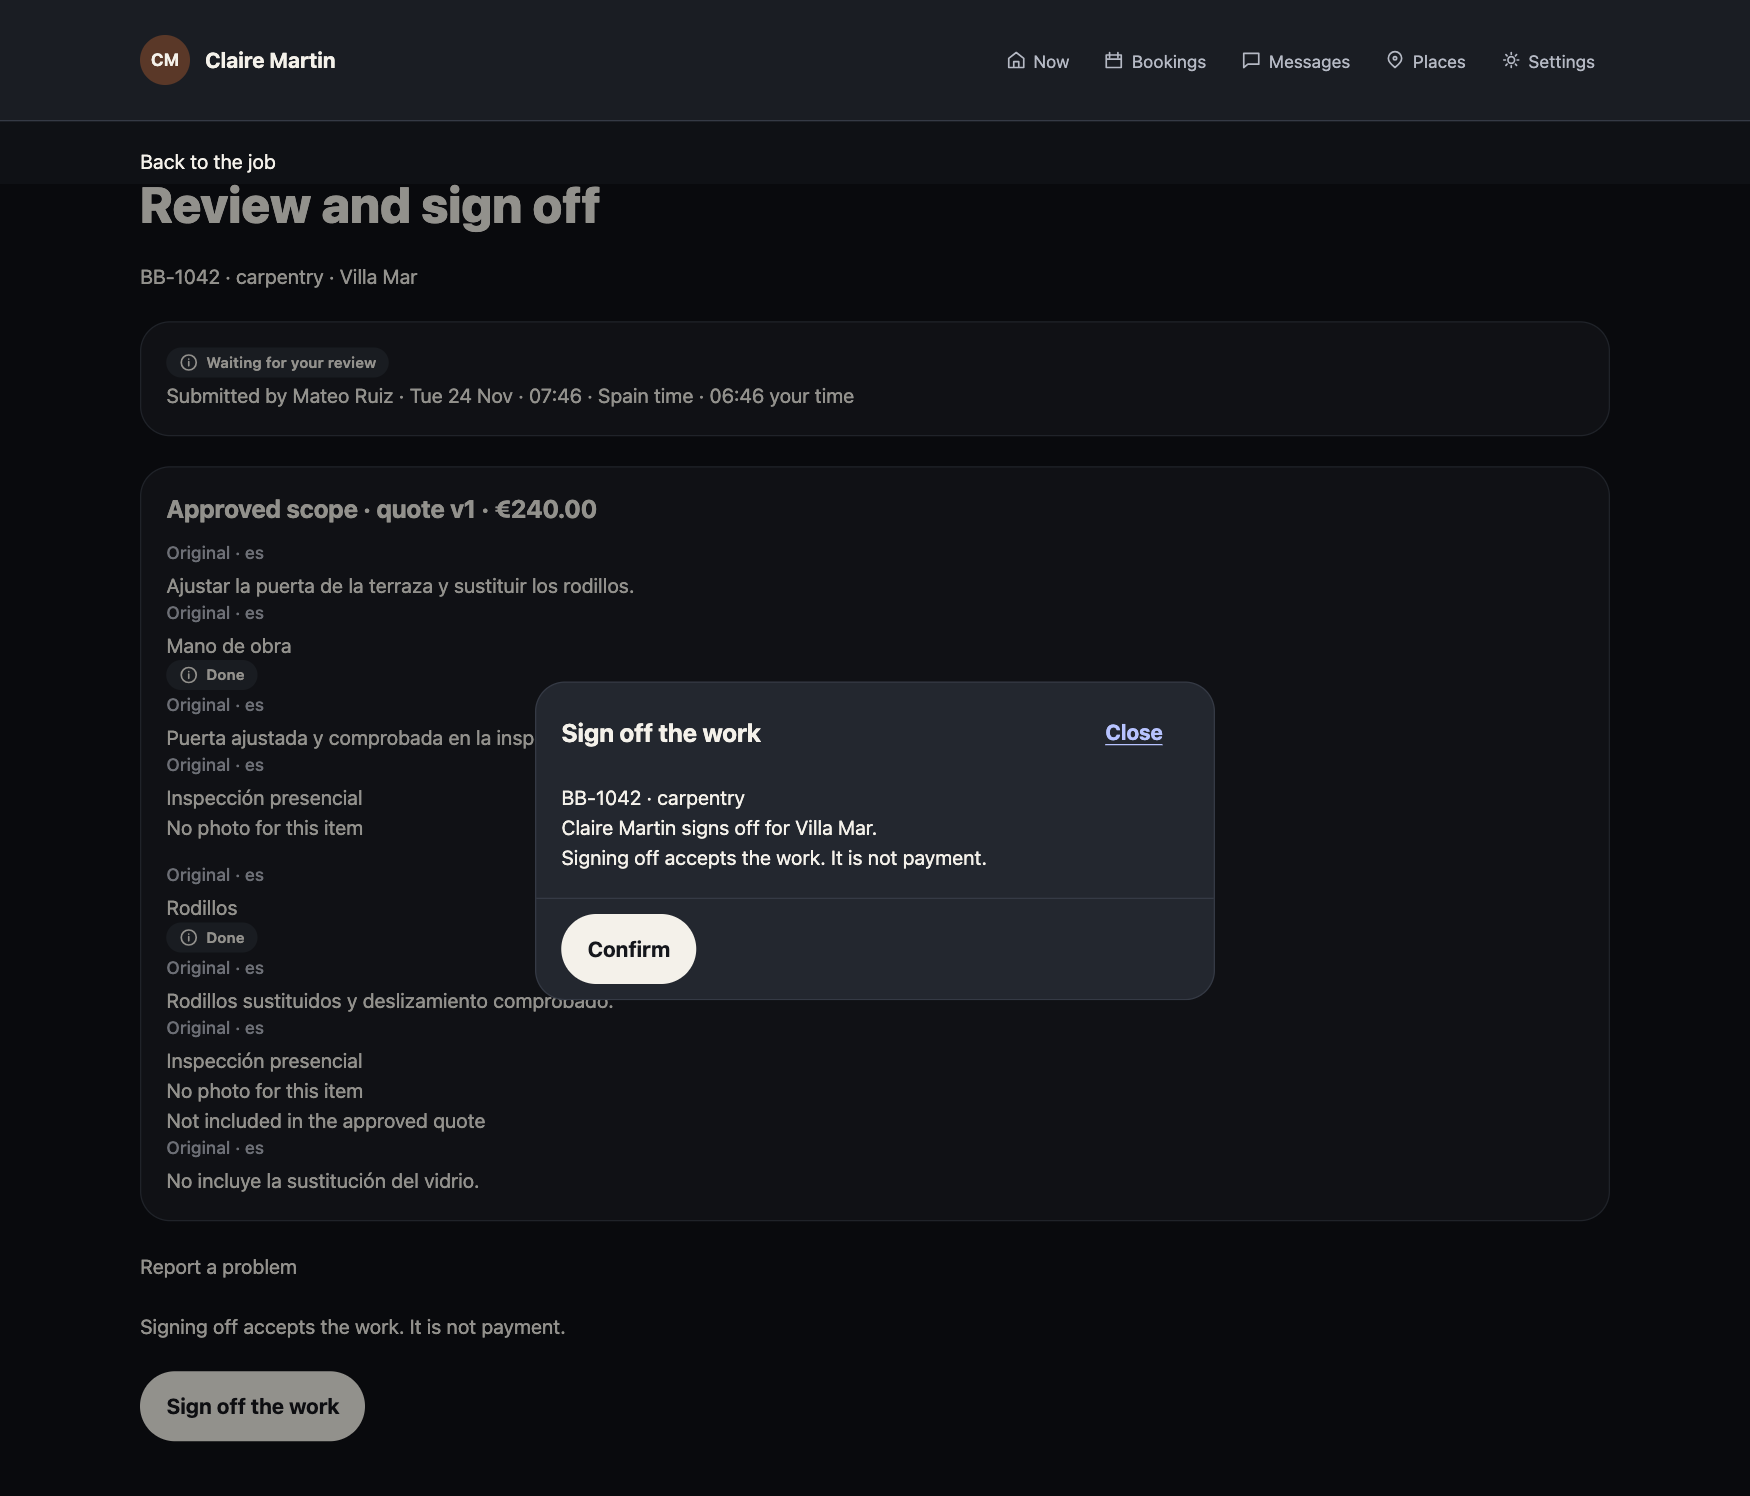 CM Claire Martin
Now Bookings Messages Places Settings
Back to the job
Review and sign off
BB-1042 · carpentry · Villa Mar
Waiting for your review
Submitted by Mateo Ruiz · Tue 24 Nov · 07:46 · Spain time · 06:46 your time
Approved scope · quote v1 · €240.00
Original · es
Ajustar la puerta de la terraza y sustituir los rodillos.
Original · es
Mano de obra
Done
Original · es
Puerta ajustada y comprobada en la
Original · es
Inspección presencial
No photo for this item
Original · es
Rodillos
Done
Original · es
Rodillos sustituidos y deslizamiento comprobado.
Original · es
Inspección presencial
No photo for this item
Not included in the approved quote
Original · es
No incluye la sustitución del vidrio.
Report a problem
Signing off accepts the work. It is not payment.
Sign off the work
Sign off the work
Close
BB-1042 · carpentry
Claire Martin signs off for Villa Mar.
Signing off accepts the work. It is not payment.
Confirm